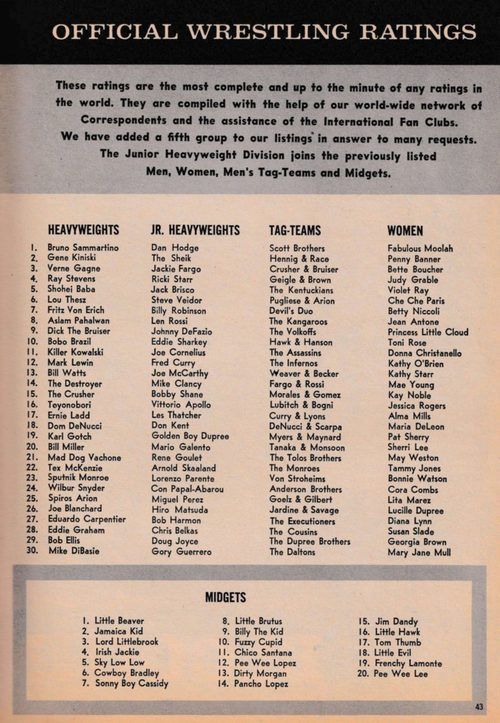 OFFICIAL WRESTLING RATINGS
These ratings are the most complete and up to the minute of any ratings in
the world. They are compiled with the help of our world-wide network of
Correspondents and the assistance of the International Fan Clubs.
We have added a fifth group to our listings in answer to many requests.
The Junior Heavyweight Division joins the previously listed
Men, Women, Men's Tag-Teams and Midgets.
HEAVYWEIGHTS JR. HEAVYWEIGHTS TAG-TEAMS WOMEN
1. Bruno Sammartino Dan Hodge Scott Brothers Fabulous Moolah
2. Gene Kiniski The Sheik Hennig & Race Penny Banner
3. Verne Gagne Jackie Fargo Crusher & Bruiser Bette Boucher
4. Ray Stevens Ricki Starr Geigle & Brown Judy Grable
5. Shohei Baba Jack Brisco The Kentuckians Violet Ray
6. Lou Thesz Steve Veidor Pugliese & Arion Che Che Paris
7. Fritz Von Erich Billy Robinson Devil's Duo Betty Niccoli
8. Aslam Pahalwan Len Rossi The Kangaroos Jean Antone
9. Dick The Bruiser Johnny DeFazio The Volkoffs Princess Little Cloud
10. Bobo Brazil Eddie Sharkey Hawk & Hanson Toni Rose
11. Killer Kowalski Joe Cornelius The Assassins Donna Christanello
12. Mark Lewin Fred Curry The Infernos Kathy O'Brien
13. Bill Watts Joe McCarthy Weaver & Becker Kathy Starr
14. The Destroyer Mike Clancy Fargo & Rossi Mae Young
15. The Crusher Bobby Shane Morales & Gomez Kay Noble
16. Toyonobori Vittorio Apollo Lubitch & Bogni Jessica Rogers
17. Ernie Ladd Les Thatcher Curry & Lyons Alma Mills
18. Dom DeNucci Don Kent DeNucci & Scarpa Maria DeLeon
19. Karl Gotch Golden Boy Dupree Myers & Maynard Pat Sherry
20. Bill Miller Mario Galento Tanaka & Monsoon Sherri Lee
21. Mad Dog Vachone Rene Goulet The Tolos Brothers May Weston
22. Tex McKenzie Arnold Skaaland The Monroes Tammy Jones
23. Sputnik Monroe Lorenzo Parente Von Stroheims Bonnie Watson
24. Wilbur Snyder Con Papal-Abarou Anderson Brothers Cora Combs
25. Spiros Arion Miguel Perez Goelz & Gilbert Lita Marez
26. Joe Blanchard Hiro Matsuda Jardine & Savage Lucille Dupree
27. Eduardo Carpentier Bob Harmon The Executioners Diana Lynn
28. Eddie Graham Chris Belkas The Cousins Susan Slade
29. Bob Ellis Doug Joyce The Dupree Brothers Georgia Brown
30. Mike DiBasie Gory Guerrero The Daltons Mary Jane Mull
MIDGETS
1. Little Beaver 8. Little Brutus 15. Jim Dandy
2. Jamaica Kid 9. Billy The Kid 16. Little Hawk
3. Lord Littlebrook 10. Fuzzy Cupid 17. Tom Thumb
4. Irish Jackie 11. Chico Santana 18. Little Evil
5. Sky Low Low 12. Pee Wee Lopez 19. Frenchy Lamonte
6. Cowboy Bradley 13. Dirty Morgan 20. Pee Wee Lee
7. Sonny Boy Cassidy 14. Pancho Lopez
43